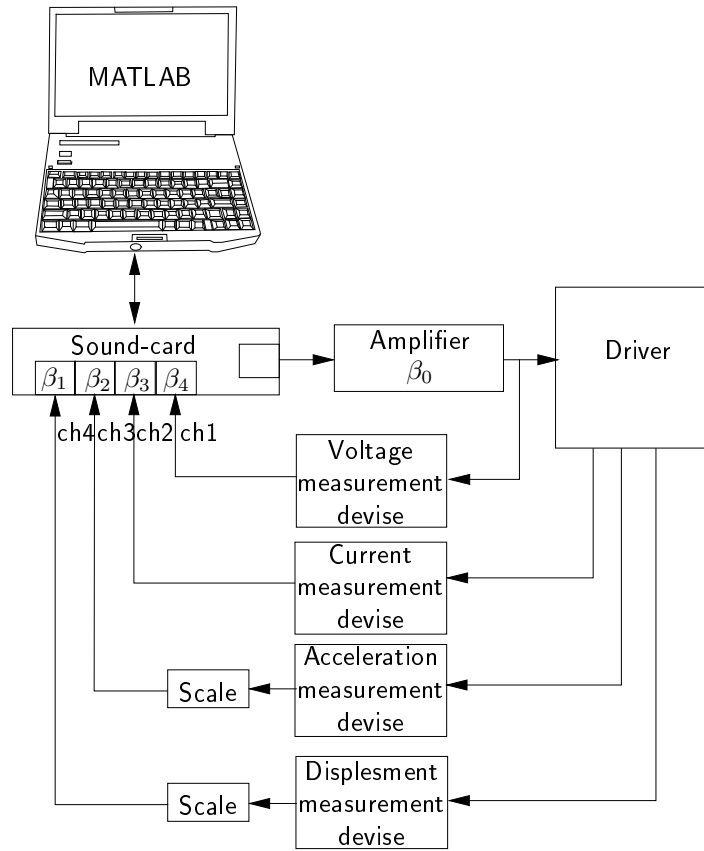 MATLAB
Sound-card
β₁ β₂ β₃ β₄
Amplifier
β₀
Driver
ch4 ch3 ch2 ch1
Voltage
measurement
devise
Current
measurement
devise
Acceleration
measurement
devise
Scale
Displesment
measurement
devise
Scale